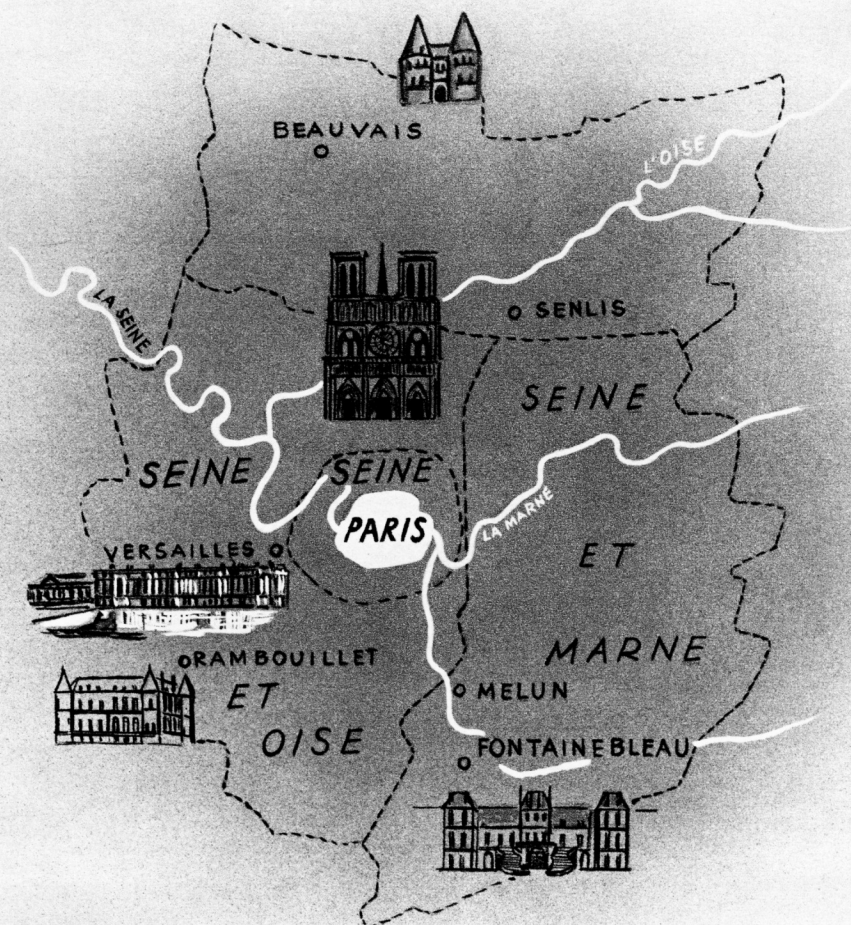 BEAUVAIS
L'OISE
LA SEINE
SENLIS
SEINE
SEINE
SEINE
PARIS
LA MARNE
VERSAILLES
ET
RAMBOUILLET
MARNE
ET
MELUN
OISE
FONTAINEBLEAU